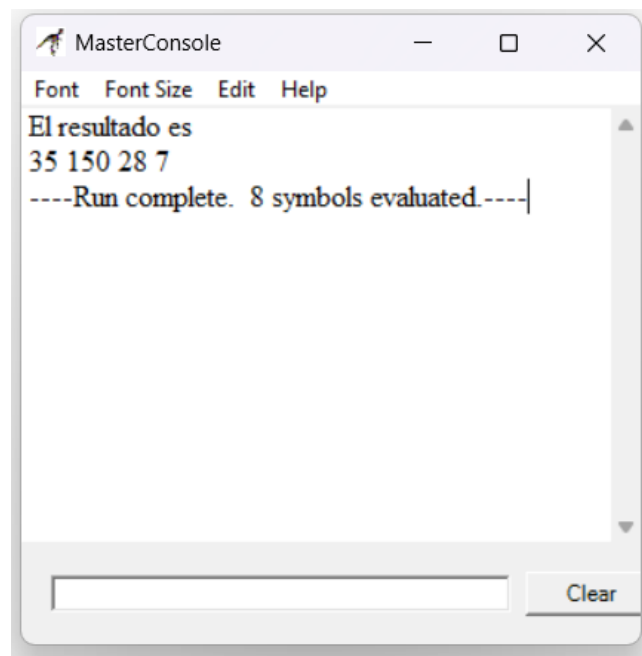 MasterConsole
Font Font Size Edit Help
El resultado es
35 150 28 7
----Run complete.  8 symbols evaluated.----
Clear